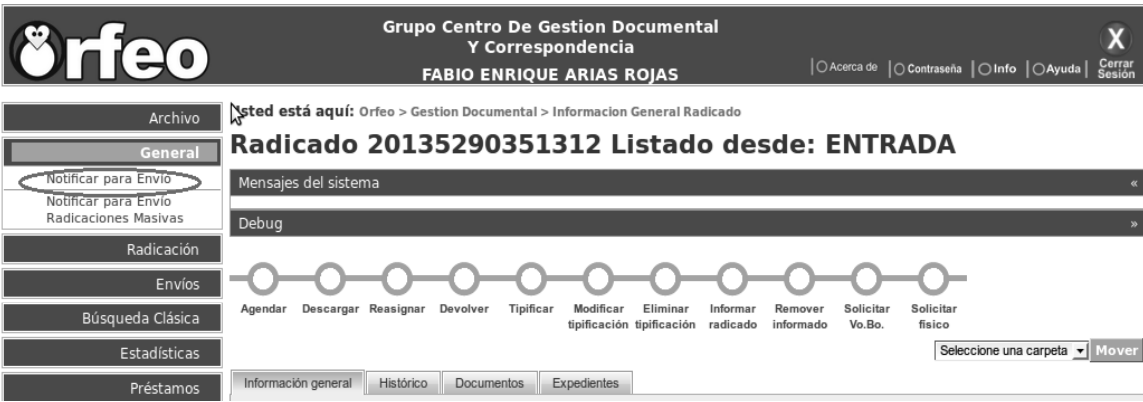 Orfeo
Grupo Centro De Gestion Documental
Y Correspondencia
FABIO ENRIQUE ARIAS ROJAS
Acerca de | Contraseña | Info | Ayuda |
X
Cerrar
Sesión
Archivo
General
Notificar para Envío
Notificar para Envío
Radicaciones Masivas
Radicación
Envíos
Búsqueda Clásica
Estadísticas
Préstamos
Usted está aquí: Orfeo > Gestion Documental > Informacion General Radicado
Radicado 20135290351312 Listado desde: ENTRADA
Mensajes del sistema «
Debug »
Agendar Descargar Reasignar Devolver Tipificar Modificar Eliminar Informar Remover Solicitar Solicitar
tipificación tipificación radicado informado Vo.Bo. físico
Seleccione una carpeta Mover
Información general Histórico Documentos Expedientes